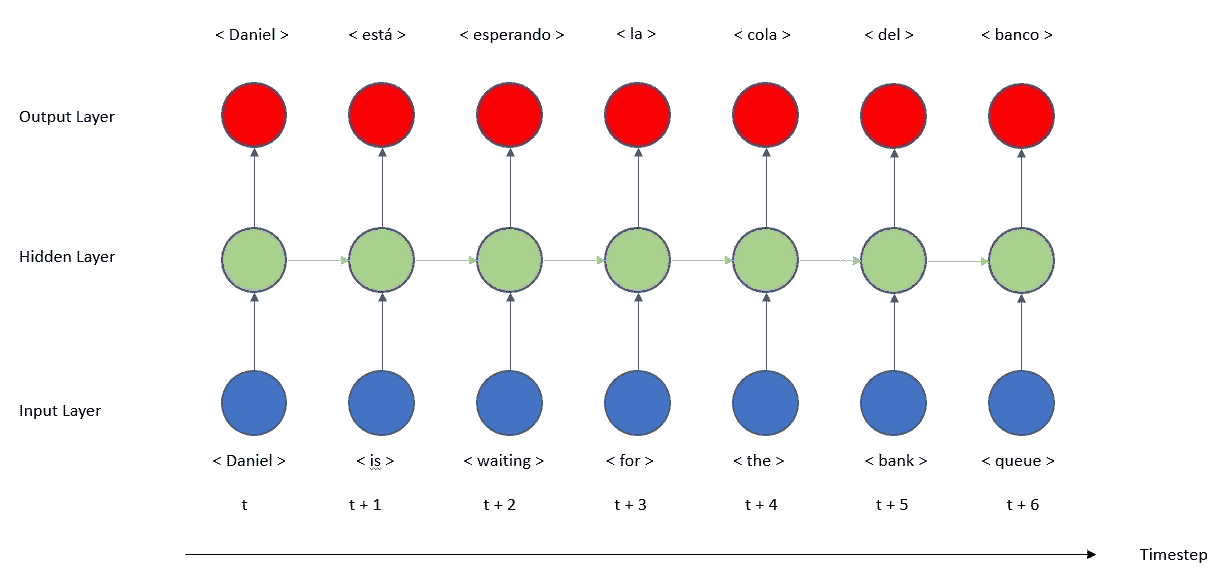 < Daniel > < está > < esperando > < la > < cola > < del > < banco >
Output Layer
Hidden Layer
Input Layer
< Daniel > < is > < waiting > < for > < the > < bank > < queue >
t t + 1 t + 2 t + 3 t + 4 t + 5 t + 6
Timestep